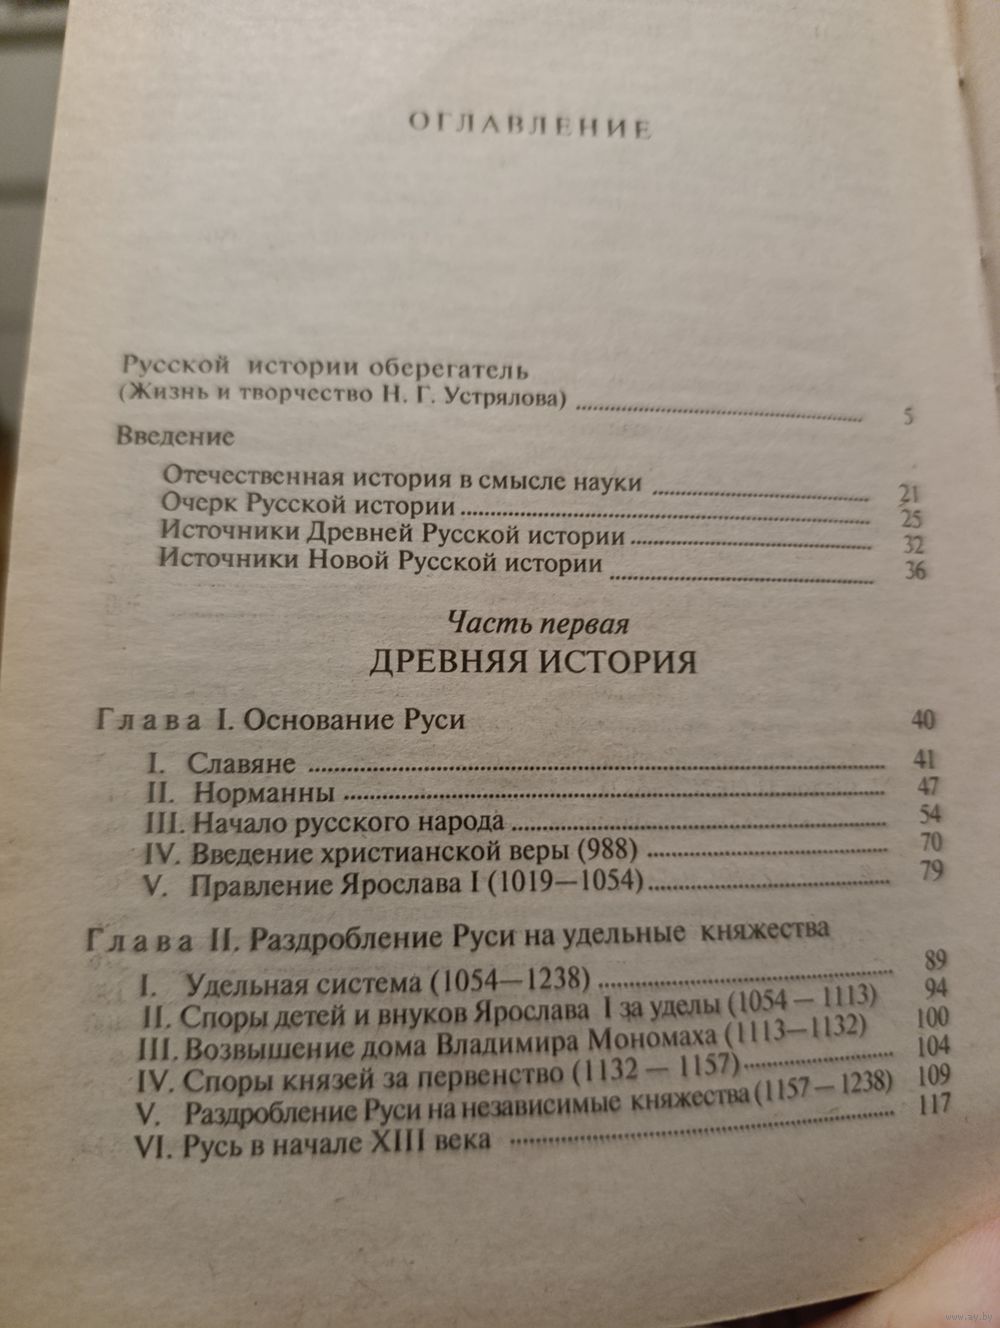 ОГЛАВЛЕНИЕ
Русской истории оберегатель
(Жизнь и творчество Н. Г. Устрялова) 5
Введение
Отечественная история в смысле науки 21
Очерк Русской истории 25
Источники Древней Русской истории 32
Источники Новой Русской истории 36
Часть первая
ДРЕВНЯЯ ИСТОРИЯ
Глава I. Основание Руси 40
I. Славяне 41
II. Норманны 47
III. Начало русского народа 54
IV. Введение христианской веры (988) 70
V. Правление Ярослава I (1019—1054) 79
Глава II. Раздробление Руси на удельные княжества
I. Удельная система (1054—1238) 89
II. Споры детей и внуков Ярослава I за уделы (1054 — 1113) 94
III. Возвышение дома Владимира Мономаха (1113—1132) 100
IV. Споры князей за первенство (1132 — 1157) 104
V. Раздробление Руси на независимые княжества (1157 — 1238) 109
VI. Русь в начале XIII века 117
www.ay.by